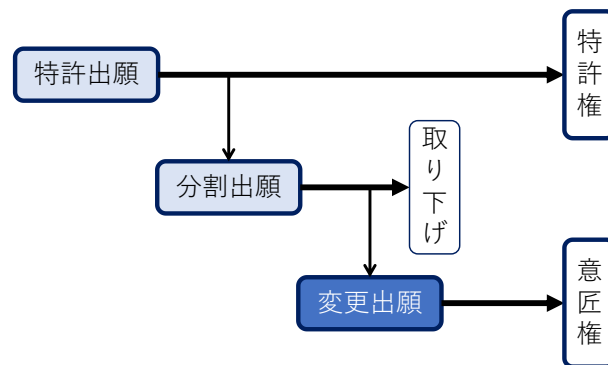 特許出願
特許権
分割出願
取り下げ
変更出願
意匠権